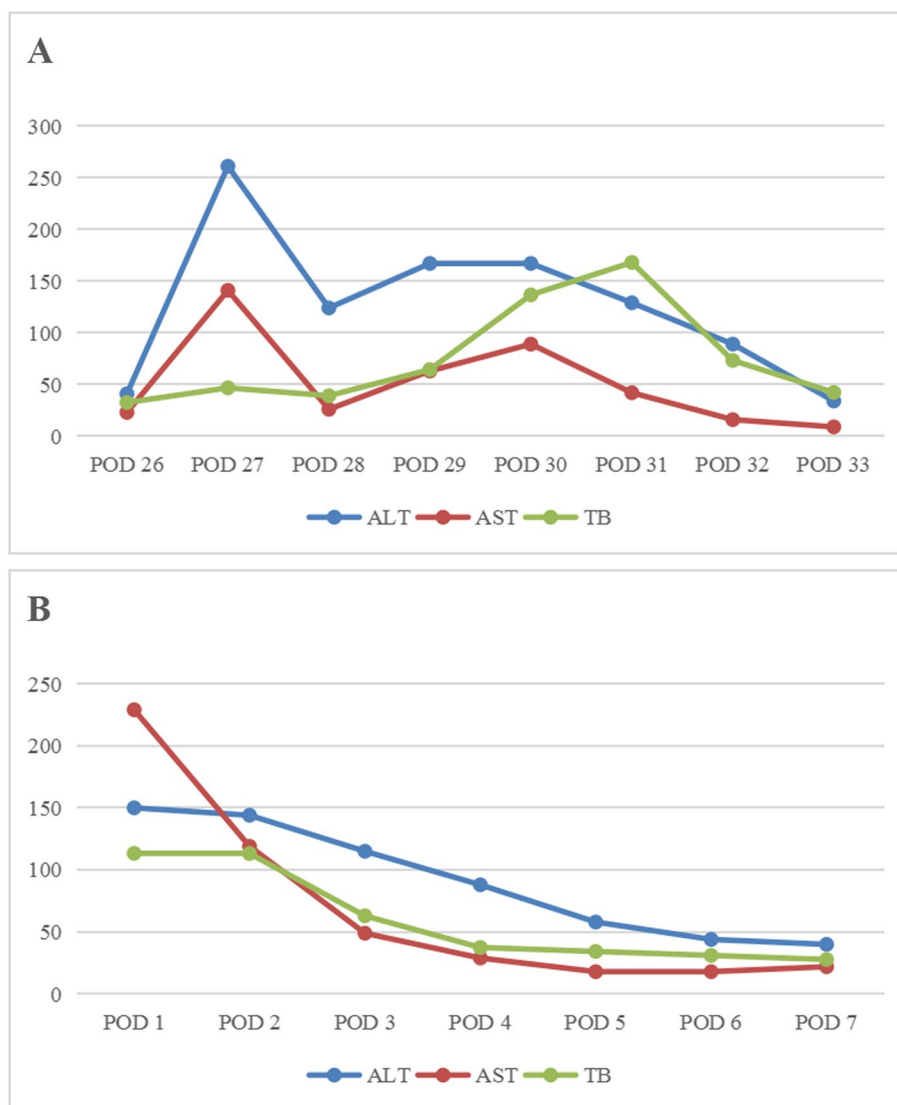 A
300
250
200
150
100
50
0
POD 26 POD 27 POD 28 POD 29 POD 30 POD 31 POD 32 POD 33
ALT AST TB
B
250
200
150
100
50
0
POD 1 POD 2 POD 3 POD 4 POD 5 POD 6 POD 7
ALT AST TB